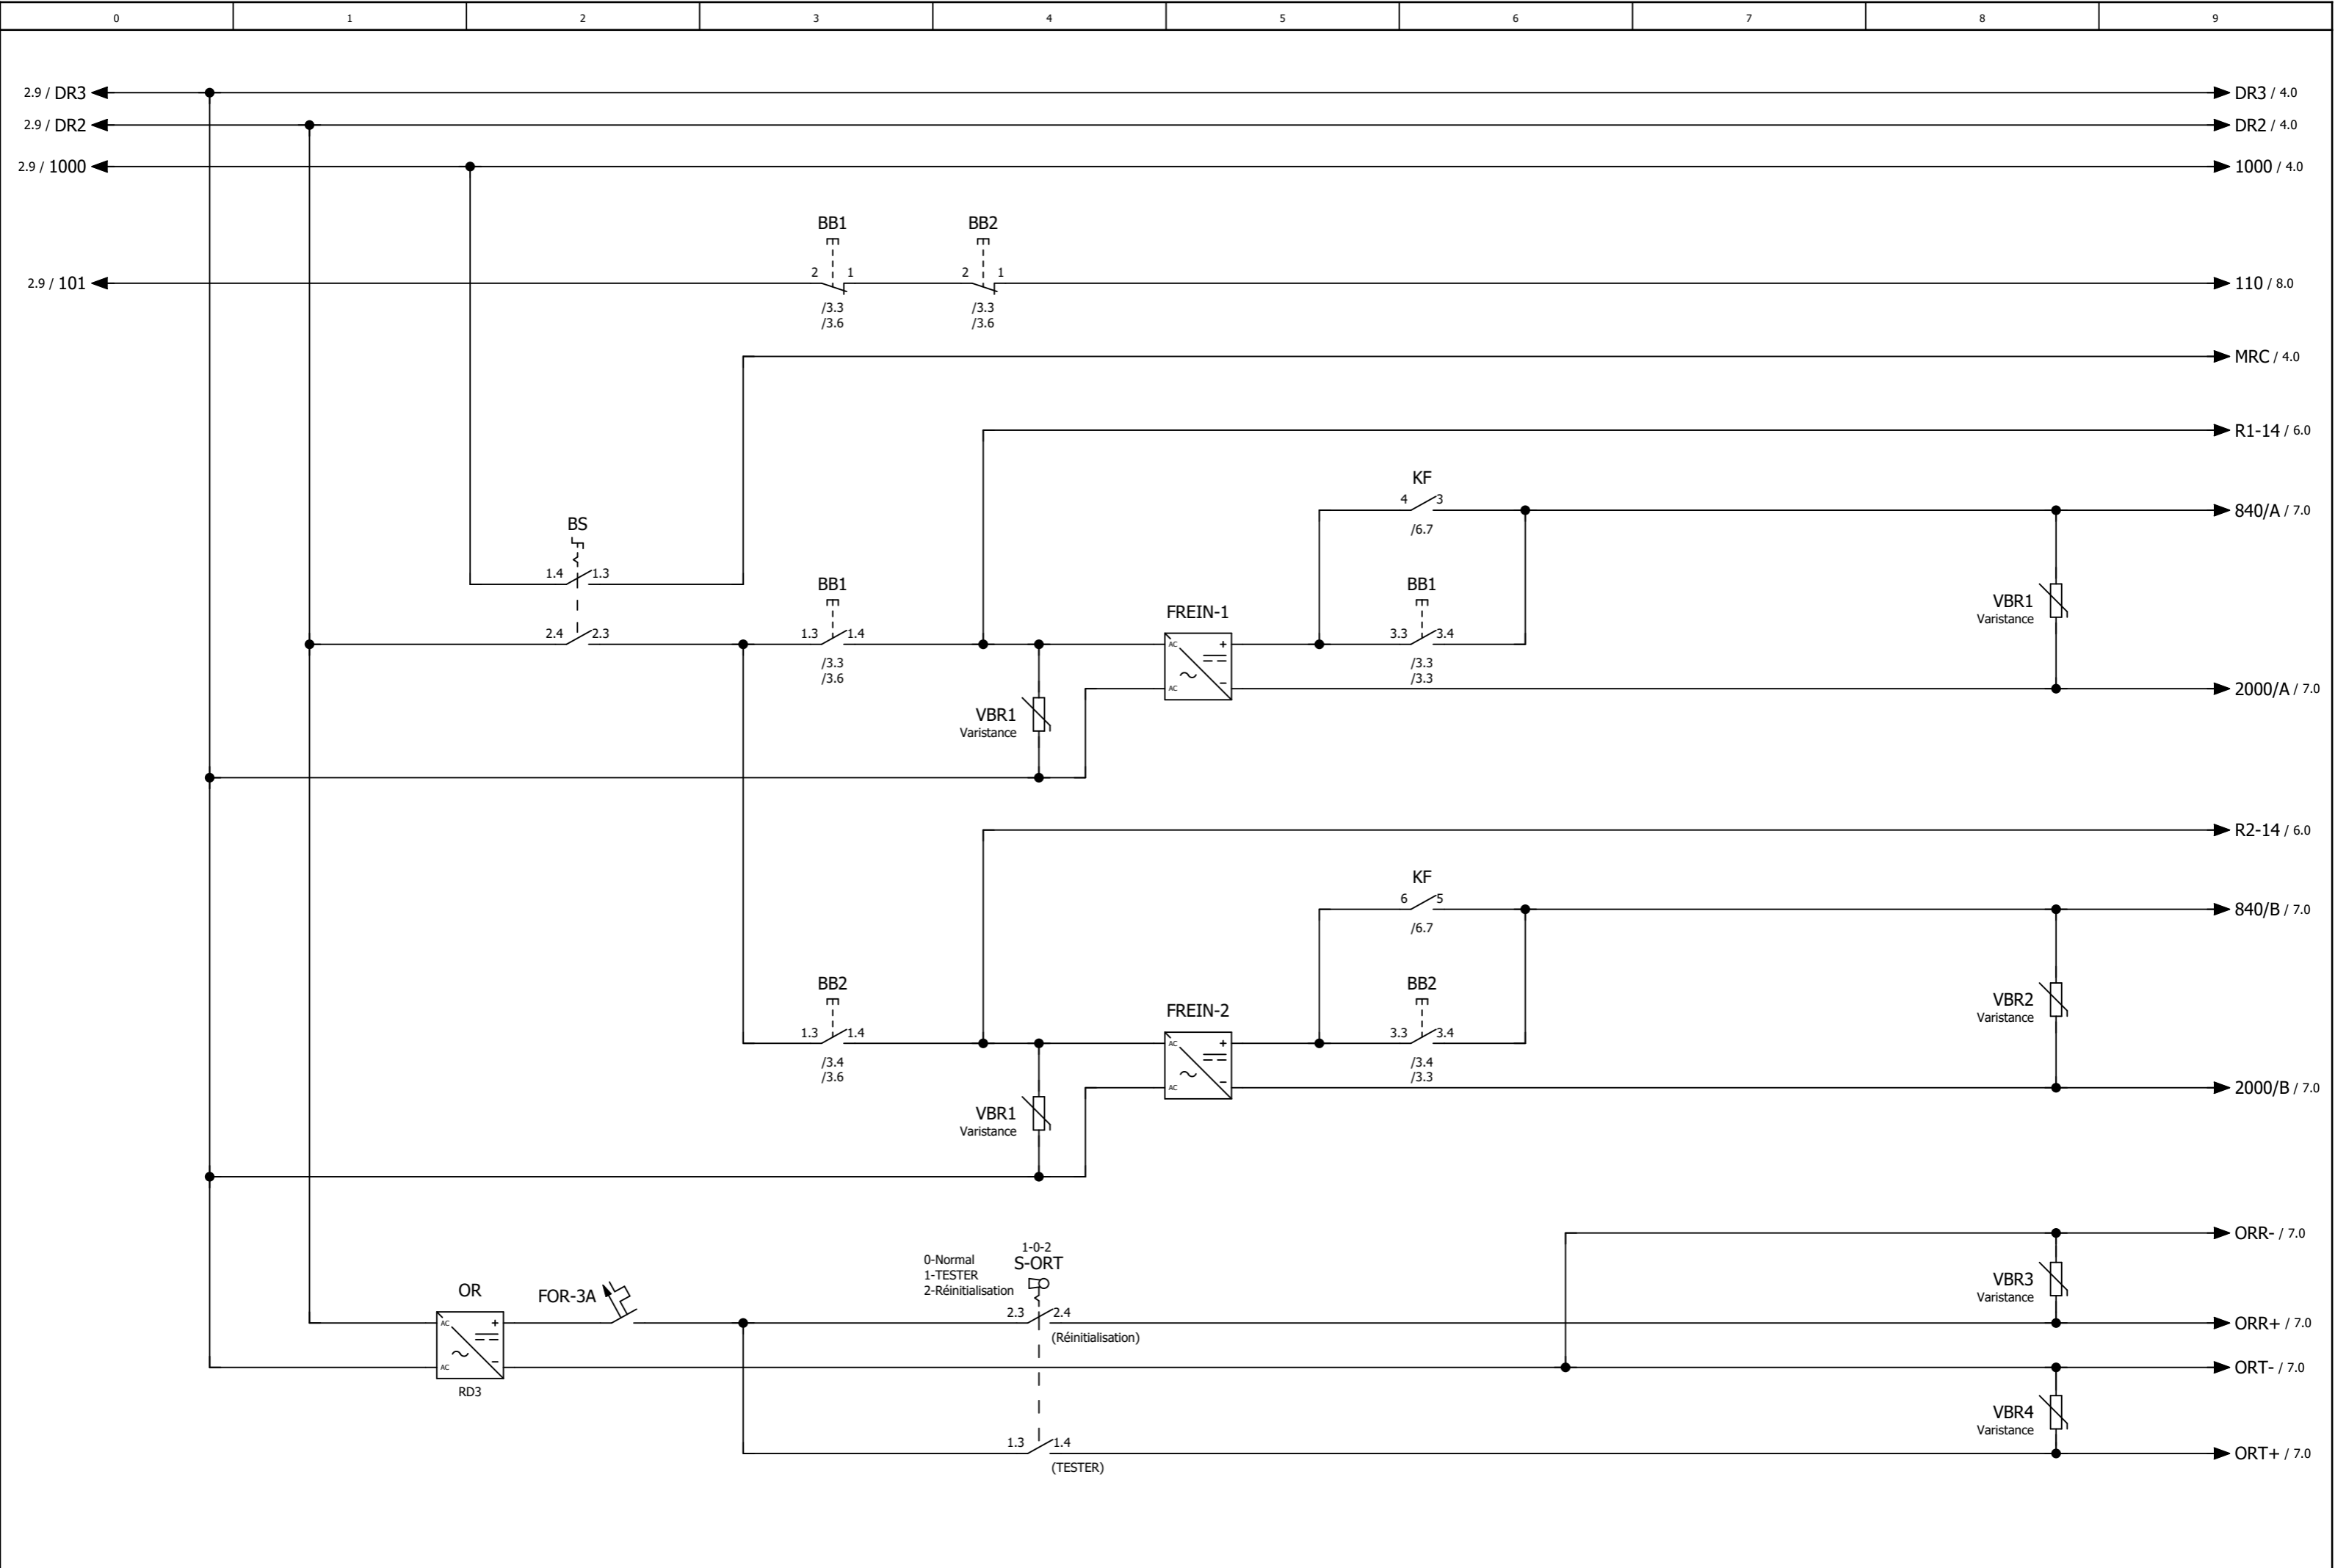 0 1 2 3 4 5 6 7 8 9
2.9 / DR3 DR3 / 4.0
2.9 / DR2 DR2 / 4.0
2.9 / 1000 1000 / 4.0
BB1 BB2
2 1 2 1
2.9 / 101 110 / 8.0
/3.3 /3.3
/3.6 /3.6
MRC / 4.0
R1-14 / 6.0
KF
4 3
840/A / 7.0
/6.7
BS
1.4 1.3
BB1 BB1
VBR1
Varistance
FREIN-1
2.4 2.3 1.3 1.4 3.3 3.4
AC +
/3.3 /3.3
/3.6 /3.3
AC -
2000/A / 7.0
VBR1
Varistance
R2-14 / 6.0
KF
6 5
840/B / 7.0
/6.7
BB2 BB2
VBR2
Varistance
FREIN-2
1.3 1.4 3.3 3.4
AC +
/3.4 /3.4
/3.6 /3.3
AC -
2000/B / 7.0
VBR1
Varistance
ORR- / 7.0
1-0-2
S-ORT
0-Normal
1-TESTER
2-Réinitialisation
VBR3
Varistance
OR FOR-3A
2.3 2.4
AC +
ORR+ / 7.0
(Réinitialisation)
AC -
ORT- / 7.0
RD3
VBR4
Varistance
1.3 1.4
ORT+ / 7.0
(TESTER)